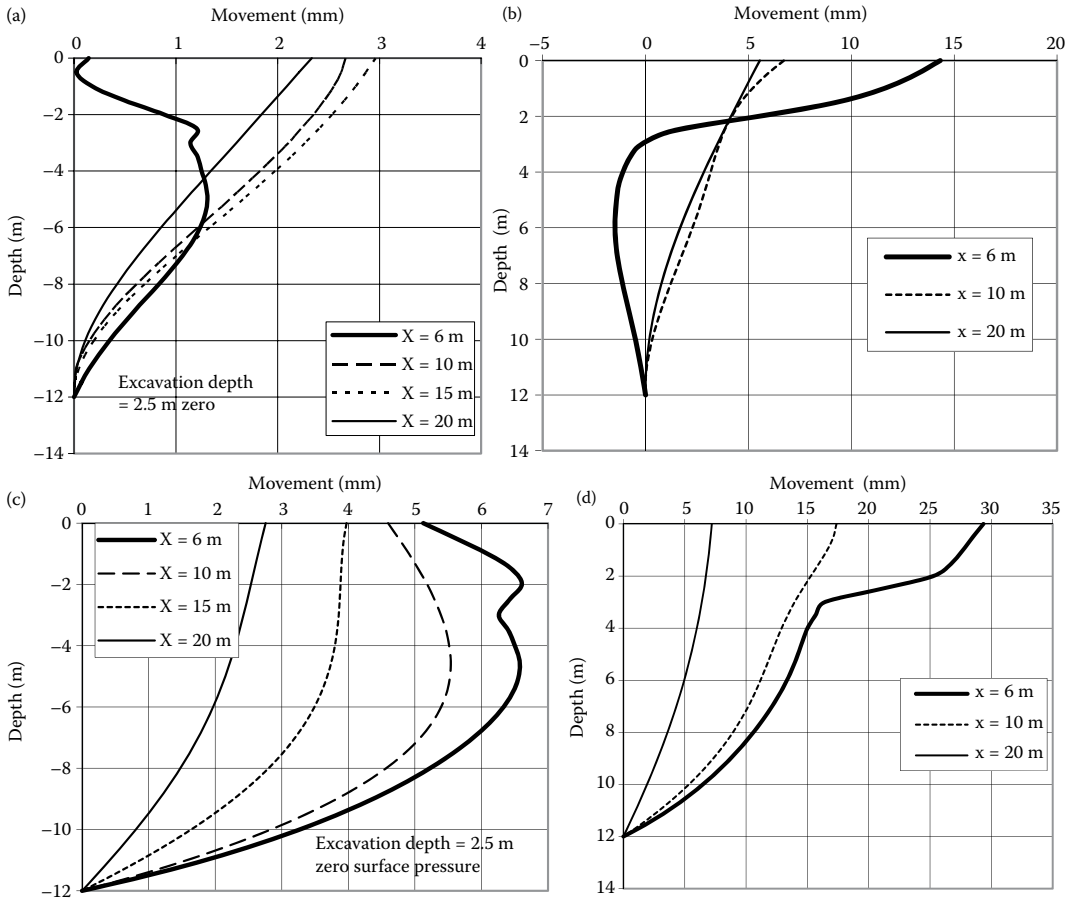 (a)
Movement (mm)
0 1 2 3 4
0
−2
−4
−6
−8
−10
−12
−14
Depth (m)
X = 6 m
X = 10 m
X = 15 m
X = 20 m
Excavation depth
= 2.5 m zero
(b)
Movement (mm)
−5 0 5 10 15 20
0
2
4
6
8
10
12
14
Depth (m)
x = 6 m
x = 10 m
x = 20 m
(c)
Movement (mm)
0 1 2 3 4 5 6 7
0
−2
−4
−6
−8
−10
−12
Depth (m)
X = 6 m
X = 10 m
X = 15 m
X = 20 m
Excavation depth = 2.5 m
zero surface pressure
(d)
Movement (mm)
0 5 10 15 20 25 30 35
0
2
4
6
8
10
12
14
Depth (m)
x = 6 m
x = 10 m
x = 20 m